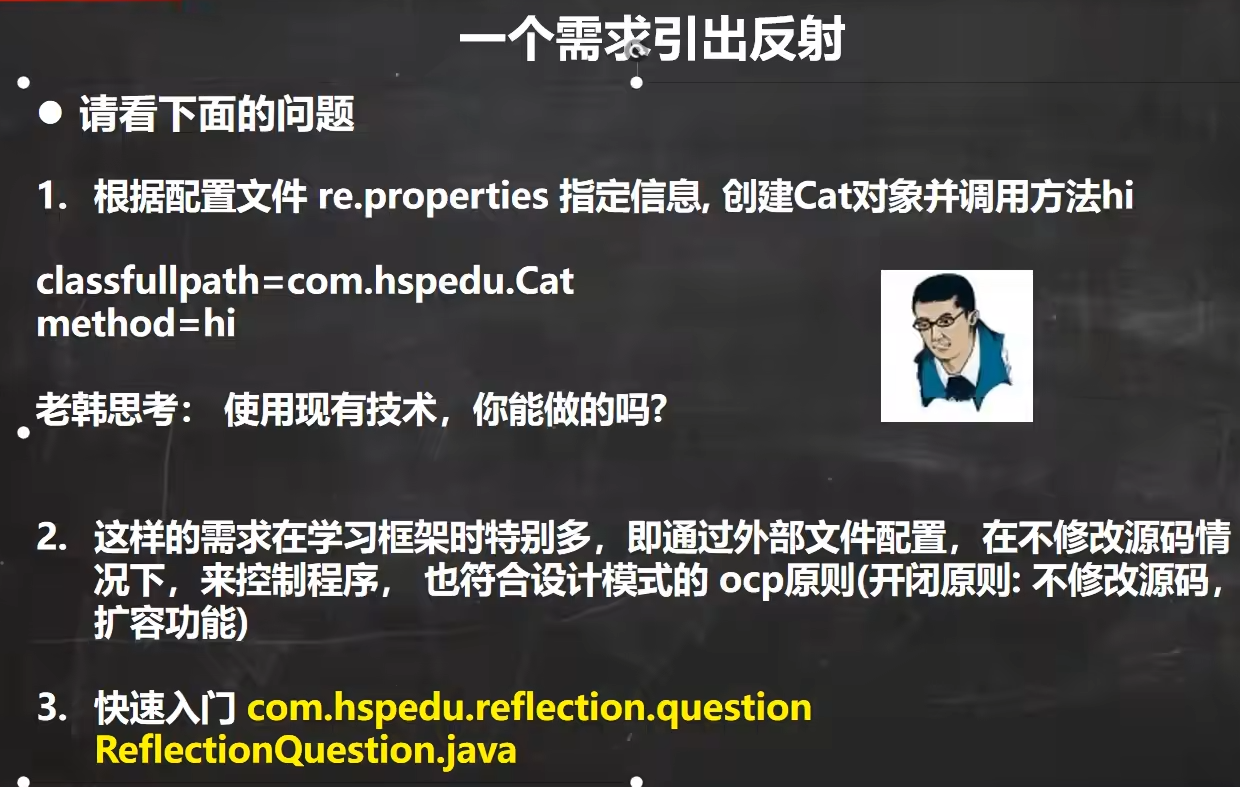 一个需求引出反射
● 请看下面的问题
1. 根据配置文件 re.properties 指定信息, 创建Cat对象并调用方法hi
classfullpath=com.hspedu.Cat
method=hi
老韩思考： 使用现有技术，你能做的吗?
2. 这样的需求在学习框架时特别多，即通过外部文件配置，在不修改源码情
况下，来控制程序， 也符合设计模式的 ocp原则(开闭原则: 不修改源码，
扩容功能)
3. 快速入门 com.hspedu.reflection.question
ReflectionQuestion.java